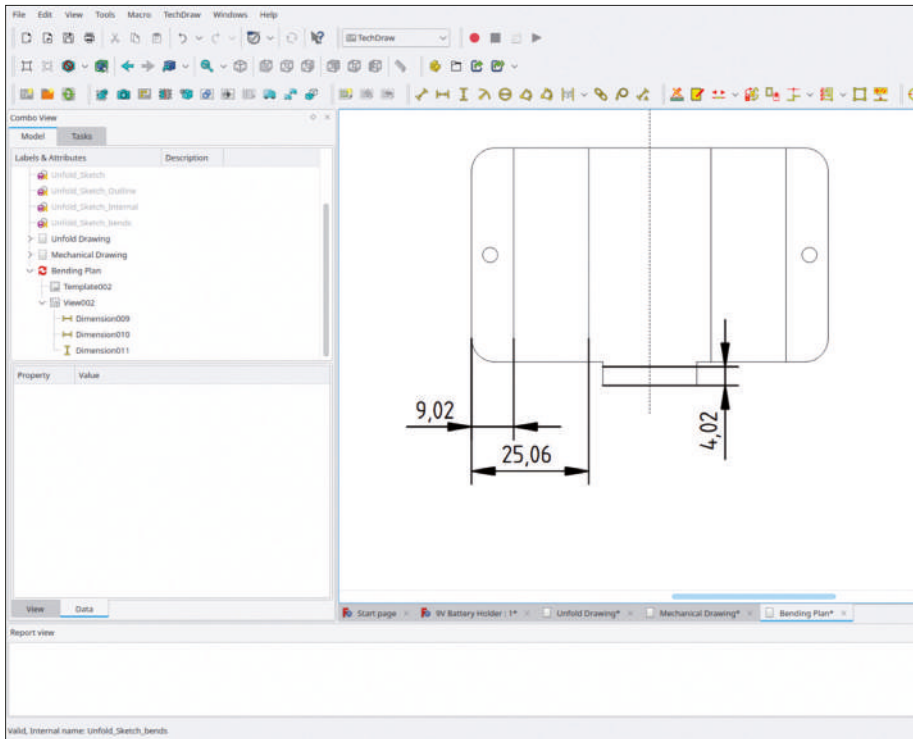 File Edit View Tools Macro TechDraw Windows Help
TechDraw
Combo View
Model Tasks
Labels & Attributes Description
Unfold_Sketch
Unfold_Sketch_Outline
Unfold_Sketch_Internal
Unfold_Sketch_bends
Unfold Drawing
Mechanical Drawing
Bending Plan
Template002
View002
Dimension009
Dimension010
Dimension011
Property Value
9,02
25,06
4,02
View Data
Start page 9V Battery Holder : 1* Unfold Drawing* Mechanical Drawing* Bending Plan*
Report view
Valid, Internal name: Unfold_Sketch_bends